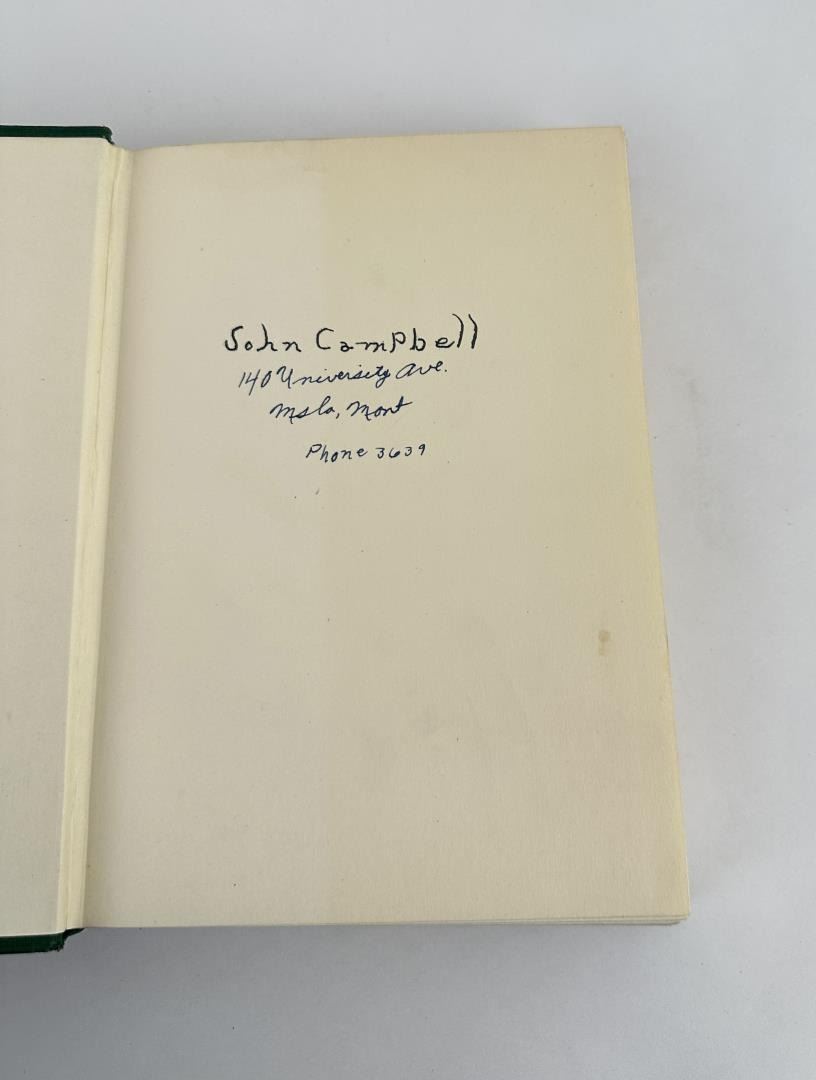 John Campbell
140 University Ave.
Msla, Mont
Phone 3639